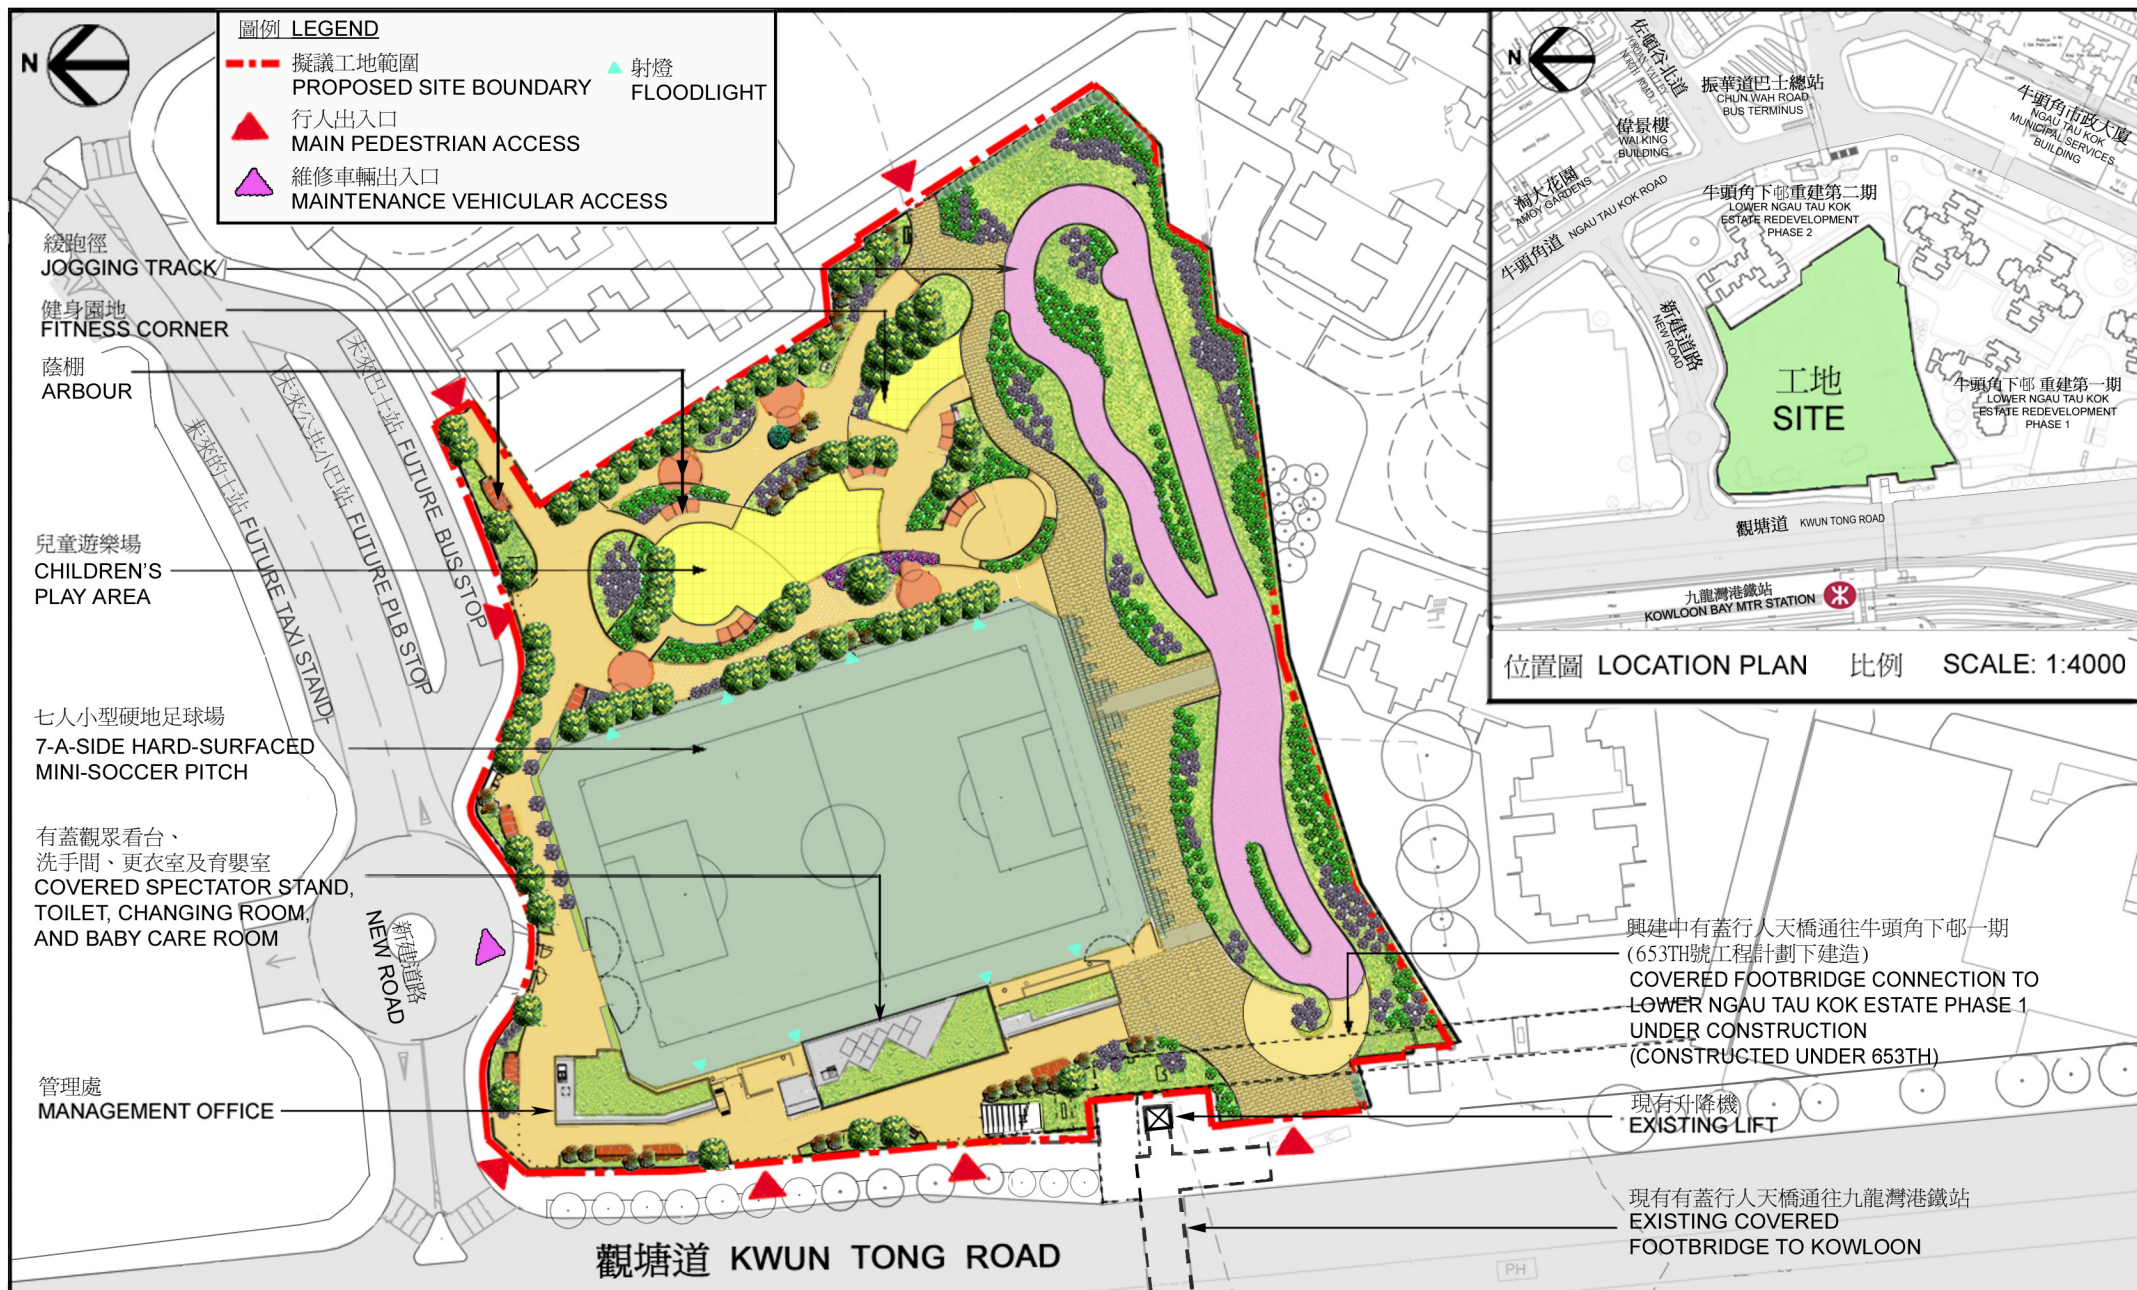 N
圖例 LEGEND
擬議工地範圍
PROPOSED SITE BOUNDARY
射燈
FLOODLIGHT
行人出入口
MAIN PEDESTRIAN ACCESS
維修車輛出入口
MAINTENANCE VEHICULAR ACCESS
緩跑徑
JOGGING TRACK
健身園地
FITNESS CORNER
蔭棚
ARBOUR
兒童遊樂場
CHILDREN'S
PLAY AREA
七人小型硬地足球場
7-A-SIDE HARD-SURFACED
MINI-SOCCER PITCH
有蓋觀眾看台、
洗手間、更衣室及育嬰室
COVERED SPECTATOR STAND,
TOILET, CHANGING ROOM,
AND BABY CARE ROOM
管理處
MANAGEMENT OFFICE
未來的士站 FUTURE TAXI STAND
未來公共小巴站 FUTURE PLB STOP
未來巴士站 FUTURE BUS STOP
新建道路
NEW ROAD
觀塘道 KWUN TONG ROAD
興建中有蓋行人天橋通往牛頭角下邨一期
(653TH號工程計劃下建造)
COVERED FOOTBRIDGE CONNECTION TO
LOWER NGAU TAU KOK ESTATE PHASE 1
UNDER CONSTRUCTION
(CONSTRUCTED UNDER 653TH)
現有升降機
EXISTING LIFT
現有有蓋行人天橋通往九龍灣港鐵站
EXISTING COVERED
FOOTBRIDGE TO KOWLOON
PH
N
佐頓谷北道
JORDAN VALLEY
NORTH ROAD
振華道巴士總站
CHUN WAH ROAD
BUS TERMINUS
偉景樓
WAI KING
BUILDING
牛頭角市政大廈
NGAU TAU KOK
MUNICIPAL SERVICES
BUILDING
淘大花園
AMOY GARDENS
牛頭角道 NGAU TAU KOK ROAD
牛頭角下邨重建第二期
LOWER NGAU TAU KOK
ESTATE REDEVELOPMENT
PHASE 2
新建道路
NEW ROAD
工地
SITE
牛頭角下邨 重建第一期
LOWER NGAU TAU KOK
ESTATE REDEVELOPMENT
PHASE 1
觀塘道 KWUN TONG ROAD
九龍灣港鐵站
KOWLOON BAY MTR STATION
位置圖 LOCATION PLAN 比例 SCALE: 1:4000